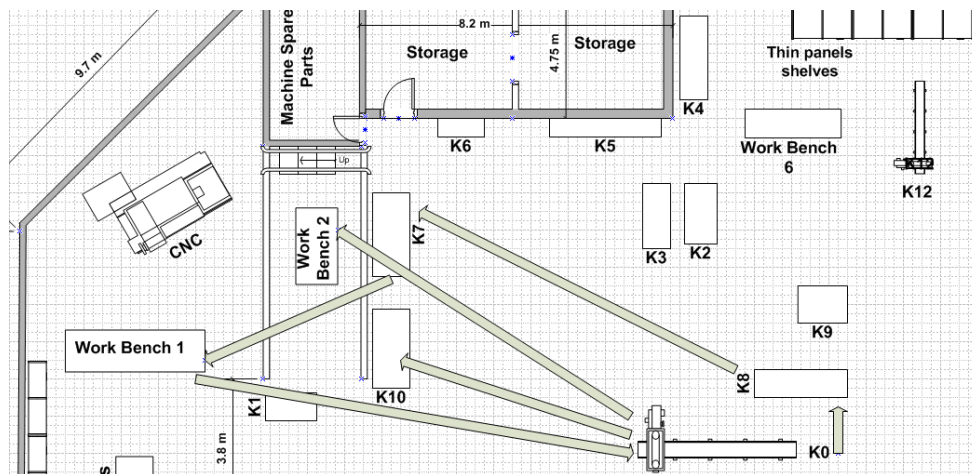 8.2 m
9.7 m
Machine Spare
Parts
Storage
4.75 m
Storage
K4
Thin panels
shelves
K6
K5
Work Bench
6
K12
Up
CNC
Work
Bench 2
K7
K3
K2
K9
Work Bench 1
K8
K1
K10
3.8 m
K0
s